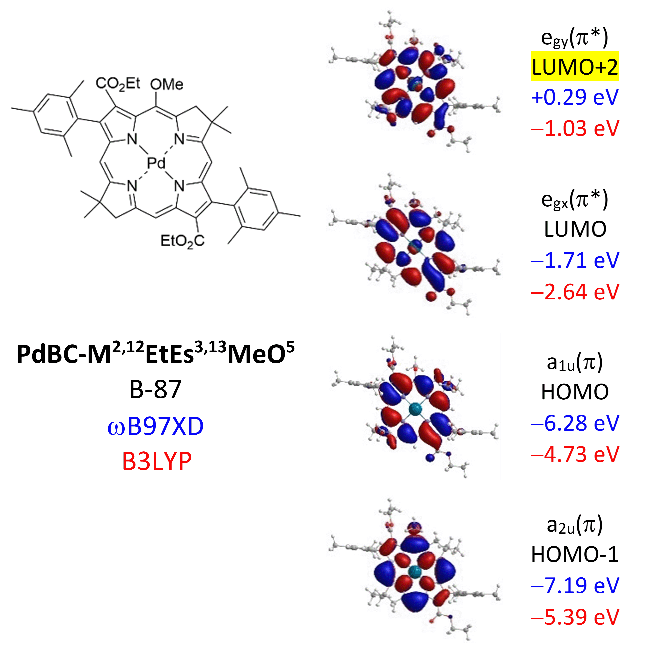 CO₂Et
OMe
N
N
Pd
N
N
EtO₂C
PdBC-M²,¹²EtEs³,¹³MeO⁵
B-87
ωB97XD
B3LYP
e_gy(π*)
LUMO+2
+0.29 eV
−1.03 eV
e_gx(π*)
LUMO
−1.71 eV
−2.64 eV
a₁ᵤ(π)
HOMO
−6.28 eV
−4.73 eV
a₂ᵤ(π)
HOMO-1
−7.19 eV
−5.39 eV